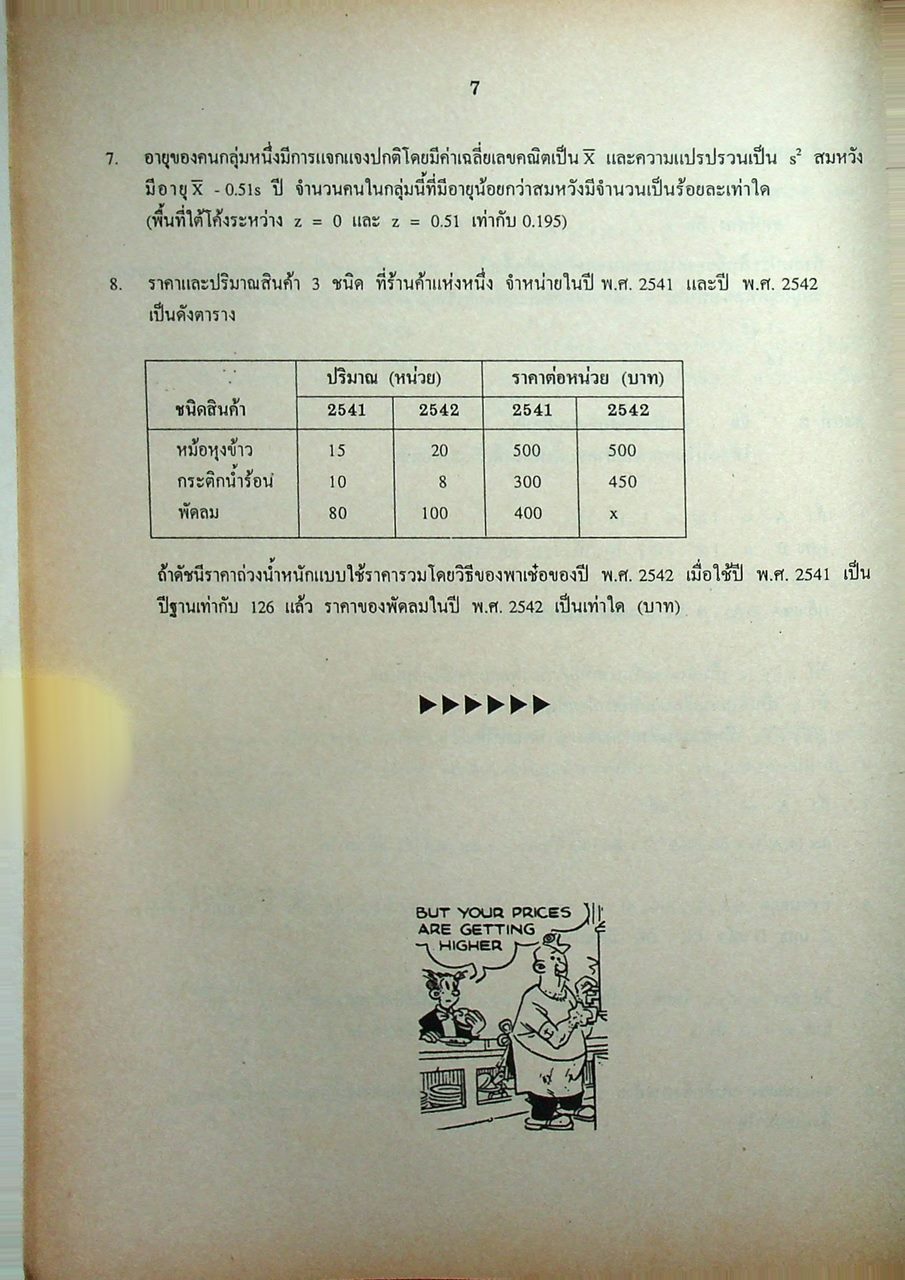 7
7. อายุของคนกลุ่มหนึ่งมีการแจกแจงปกติโดยมีค่าเฉลี่ยเลขคณิตเป็น X̅ และความแปรปรวนเป็น s² สมหวัง
มีอายุ X̅ - 0.51s ปี จำนวนคนในกลุ่มนี้ที่มีอายุน้อยกว่าสมหวังมีจำนวนเป็นร้อยละเท่าใด
(พื้นที่ใต้โค้งระหว่าง z = 0 และ z = 0.51 เท่ากับ 0.195)
8. ราคาและปริมาณสินค้า 3 ชนิด ที่ร้านค้าแห่งหนึ่ง จำหน่ายในปี พ.ศ. 2541 และปี พ.ศ. 2542
เป็นดังตาราง
ปริมาณ (หน่วย) ราคาต่อหน่วย (บาท)
ชนิดสินค้า 2541 2542 2541 2542
หม้อหุงข้าว 15 20 500 500
กระติกน้ำร้อน 10 8 300 450
พัดลม 80 100 400 x
ถ้าดัชนีราคาถ่วงน้ำหนักแบบใช้ราคารวมโดยวิธีของพาเช่อของปี พ.ศ. 2542 เมื่อใช้ปี พ.ศ. 2541 เป็น
ปีฐานเท่ากับ 126 แล้ว ราคาของพัดลมในปี พ.ศ. 2542 เป็นเท่าใด (บาท)
BUT YOUR PRICES
ARE GETTING
HIGHER